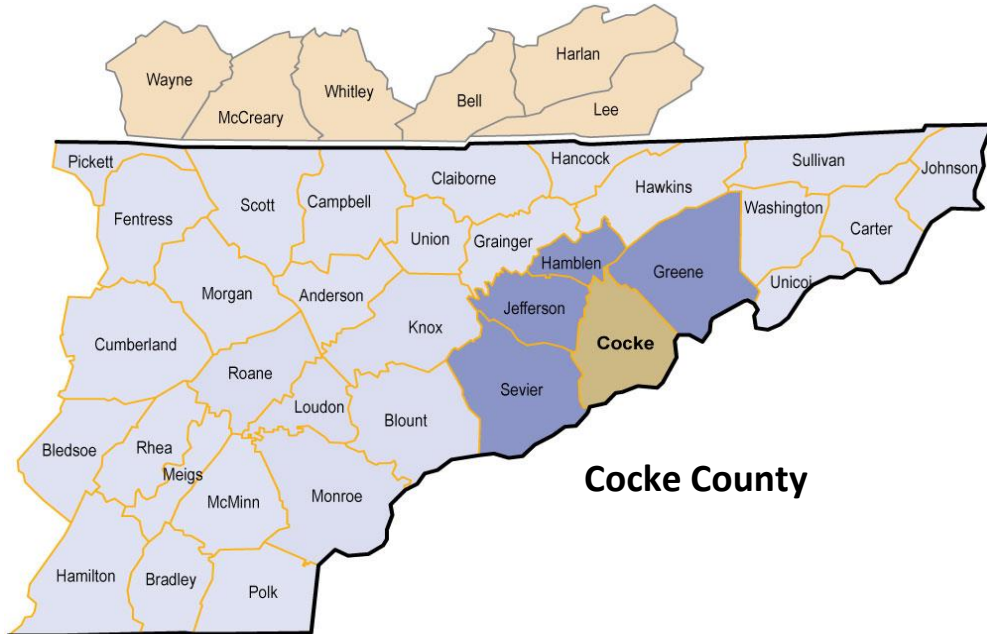 Harlan
Wayne
Whitley
Bell
Lee
McCreary
Pickett
Hancock
Sullivan
Johnson
Claiborne
Hawkins
Scott
Campbell
Washington
Fentress
Carter
Union
Grainger
Hamblen
Greene
Unicoi
Morgan
Anderson
Jefferson
Knox
Cumberland
Cocke
Roane
Sevier
Loudon
Blount
Bledsoe
Rhea
Meigs
Cocke County
McMinn
Monroe
Hamilton
Bradley
Polk